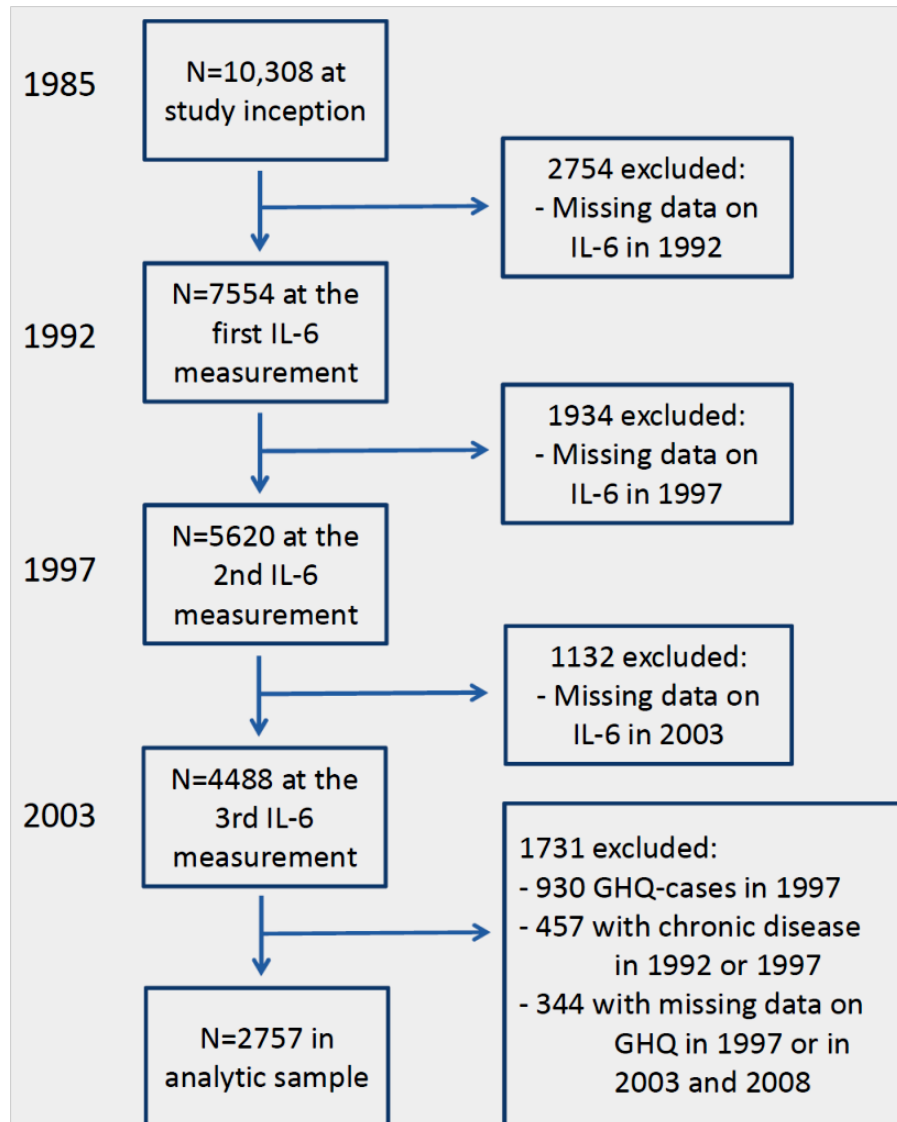 1985
N=10,308 at
study inception
2754 excluded:
- Missing data on
IL-6 in 1992
1992
N=7554 at the
first IL-6
measurement
1934 excluded:
- Missing data on
IL-6 in 1997
1997
N=5620 at the
2nd IL-6
measurement
1132 excluded:
- Missing data on
IL-6 in 2003
2003
N=4488 at the
3rd IL-6
measurement
1731 excluded:
- 930 GHQ-cases in 1997
- 457 with chronic disease
in 1992 or 1997
- 344 with missing data on
GHQ in 1997 or in
2003 and 2008
N=2757 in
analytic sample